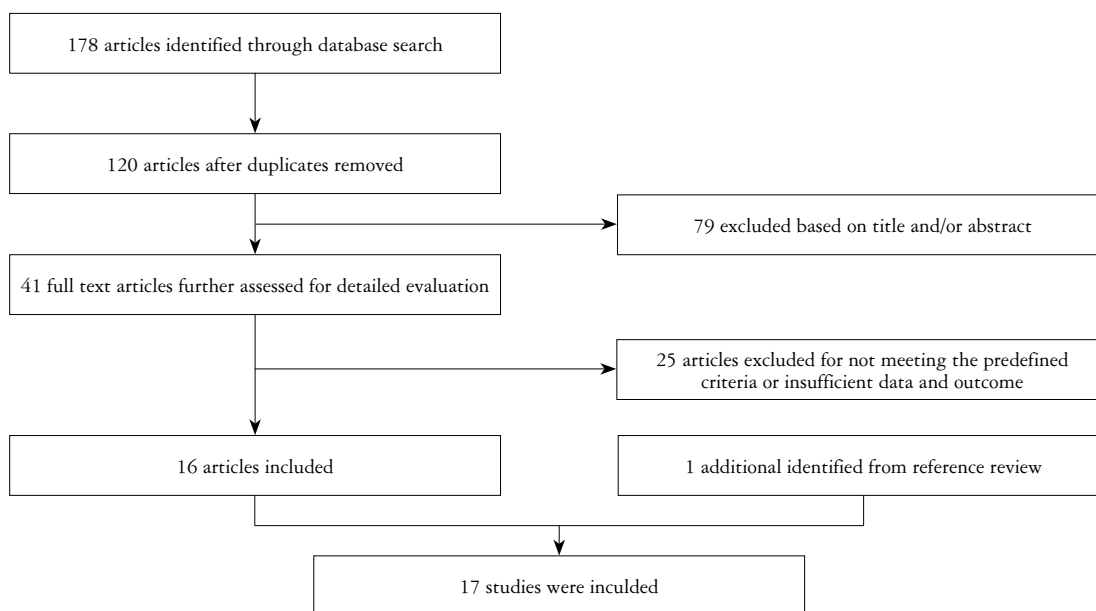 178 articles identified through database search
120 articles after duplicates removed
79 excluded based on title and/or abstract
41 full text articles further assessed for detailed evaluation
25 articles excluded for not meeting the predefined
criteria or insufficient data and outcome
16 articles included
1 additional identified from reference review
17 studies were inculded